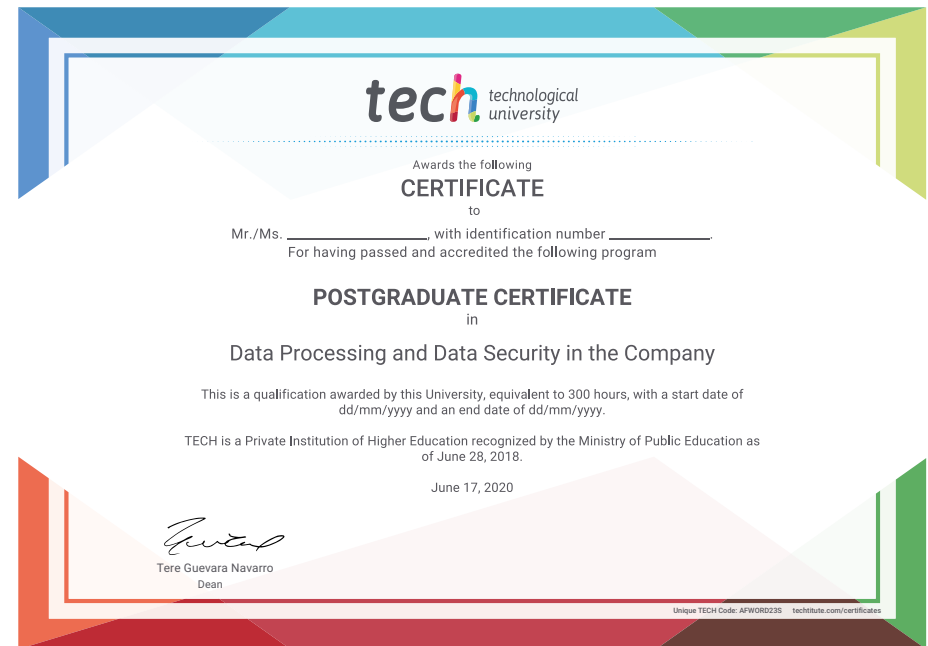 tech technological
university
Awards the following
CERTIFICATE
to
Mr./Ms. ____________________, with identification number ______________.
For having passed and accredited the following program
POSTGRADUATE CERTIFICATE
in
Data Processing and Data Security in the Company
This is a qualification awarded by this University, equivalent to 300 hours, with a start date of
dd/mm/yyyy and an end date of dd/mm/yyyy.
TECH is a Private Institution of Higher Education recognized by the Ministry of Public Education as
of June 28, 2018.
June 17, 2020
Tere Guevara Navarro
Dean
Unique TECH Code: AFWORD23S techtitute.com/certificates